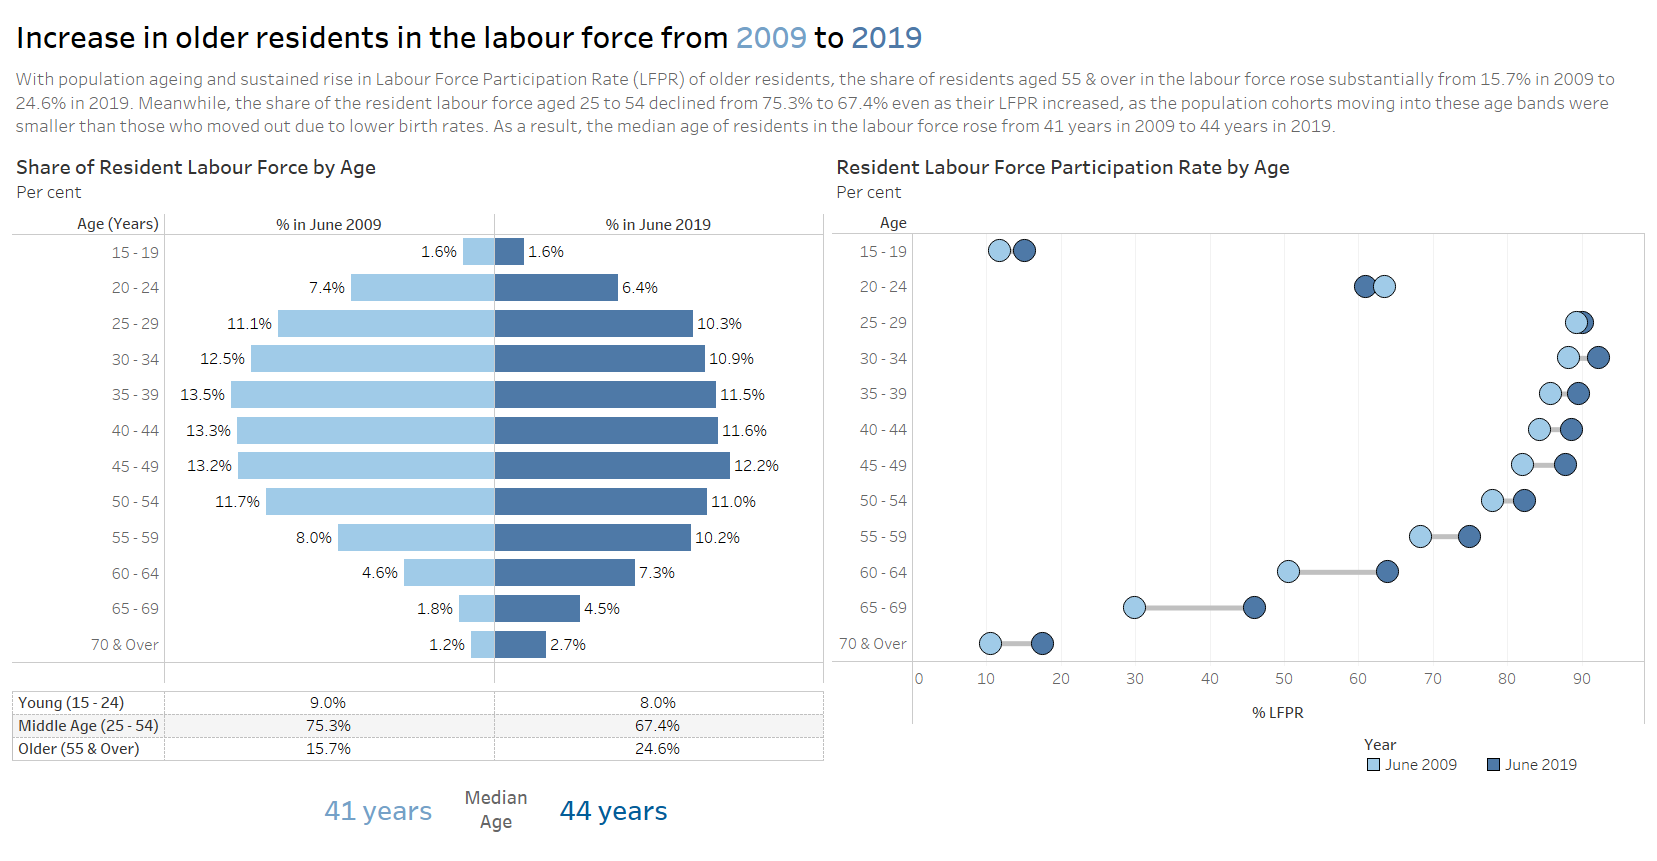 Increase in older residents in the labour force from 2009 to 2019
With population ageing and sustained rise in Labour Force Participation Rate (LFPR) of older residents, the share of residents aged 55 & over in the labour force rose substantially from 15.7% in 2009 to
24.6% in 2019. Meanwhile, the share of the resident labour force aged 25 to 54 declined from 75.3% to 67.4% even as their LFPR increased, as the population cohorts moving into these age bands were
smaller than those who moved out due to lower birth rates. As a result, the median age of residents in the labour force rose from 41 years in 2009 to 44 years in 2019.
Share of Resident Labour Force by Age
Per cent
Age (Years) % in June 2009 % in June 2019
15 - 19 1.6% 1.6%
20 - 24 7.4% 6.4%
25 - 29 11.1% 10.3%
30 - 34 12.5% 10.9%
35 - 39 13.5% 11.5%
40 - 44 13.3% 11.6%
45 - 49 13.2% 12.2%
50 - 54 11.7% 11.0%
55 - 59 8.0% 10.2%
60 - 64 4.6% 7.3%
65 - 69 1.8% 4.5%
70 & Over 1.2% 2.7%
Young (15 - 24) 9.0% 8.0%
Middle Age (25 - 54) 75.3% 67.4%
Older (55 & Over) 15.7% 24.6%
41 years Median Age 44 years
Resident Labour Force Participation Rate by Age
Per cent
Age
15 - 19
20 - 24
25 - 29
30 - 34
35 - 39
40 - 44
45 - 49
50 - 54
55 - 59
60 - 64
65 - 69
70 & Over
0 10 20 30 40 50 60 70 80 90
% LFPR
Year
June 2009 June 2019